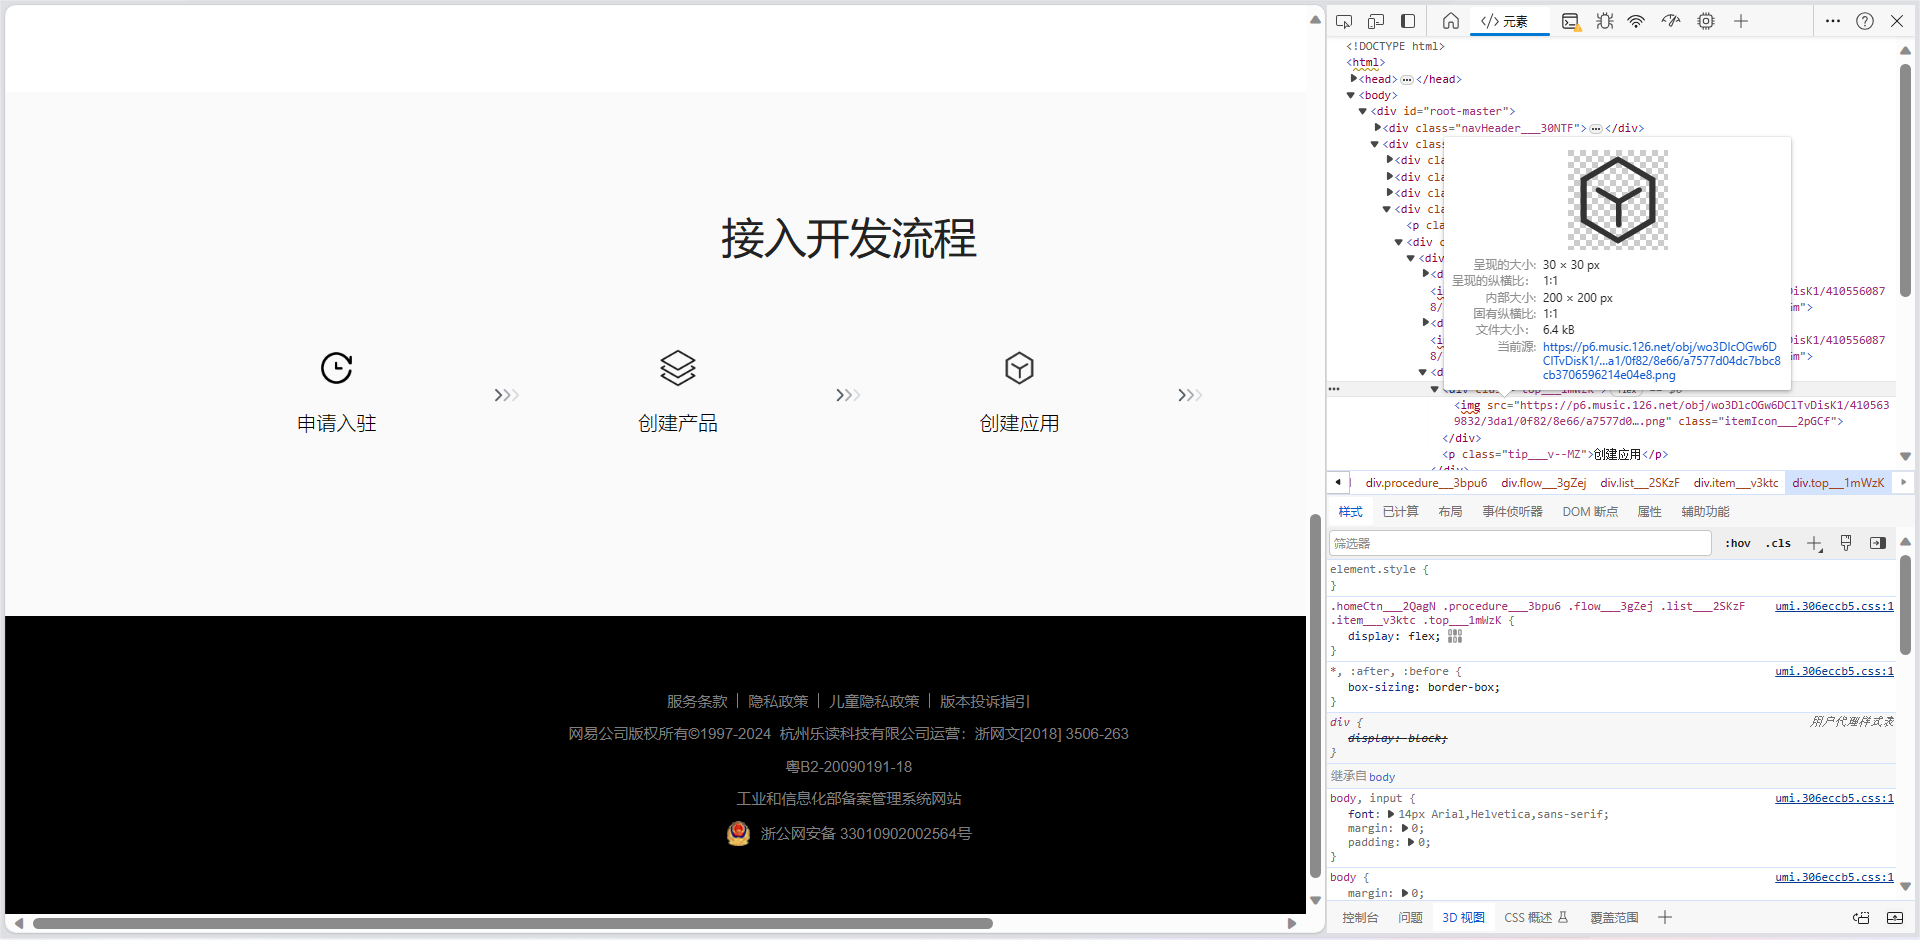 接入开发流程
申请入驻
创建产品
创建应用
服务条款
隐私政策
儿童隐私政策
版本投诉指引
网易公司版权所有©1997-2024 杭州乐读科技有限公司运营：浙网文[2018] 3506-263
粤B2-20090191-18
工业和信息化部备案管理系统网站
浙公网安备 33010902002564号
元素
<!DOCTYPE html>
<html>
<head> </head>
<body>
<div id="root-master">
<div class="navHeader___30NTF"> </div>
<div clas
<div cla
<div cla
<div cla
<div cla
<p cla
<div c
<div
<d
<i DisK1/410556087
8/ im">
<d
<i DisK1/410556087
8/ im">
<d
呈现的大小: 30 × 30 px
呈现的纵横比: 1:1
内部大小: 200 × 200 px
固有纵横比: 1:1
文件大小: 6.4 kB
当前源: https://p6.music.126.net/obj/wo3DlcOGw6D
ClTvDisK1/…a1/0f82/8e66/a7577d04dc7bbc8
cb3706596214e04e8.png
<img src="https://p6.music.126.net/obj/wo3DlcOGw6DClTvDisK1/410563
9832/3da1/0f82/8e66/a7577d0….png" class="itemIcon___2pGCf">
</div>
<p class="tip___v--MZ">创建应用</p>
div.procedure___3bpu6 div.flow___3gZej div.list___2SKzF div.item___v3ktc div.top___1mWzK
样式 已计算 布局 事件侦听器 DOM 断点 属性 辅助功能
筛选器 :hov .cls
element.style {
}
.homeCtn___2QagN .procedure___3bpu6 .flow___3gZej .list___2SKzF umi.306eccb5.css:1
.item___v3ktc .top___1mWzK {
display: flex;
}
*, :after, :before { umi.306eccb5.css:1
box-sizing: border-box;
}
div { 用户代理样式表
display: block;
}
继承自 body
body, input { umi.306eccb5.css:1
font: 14px Arial,Helvetica,sans-serif;
margin: 0;
padding: 0;
}
body { umi.306eccb5.css:1
margin: 0;
控制台 问题 3D 视图 CSS 概述 覆盖范围